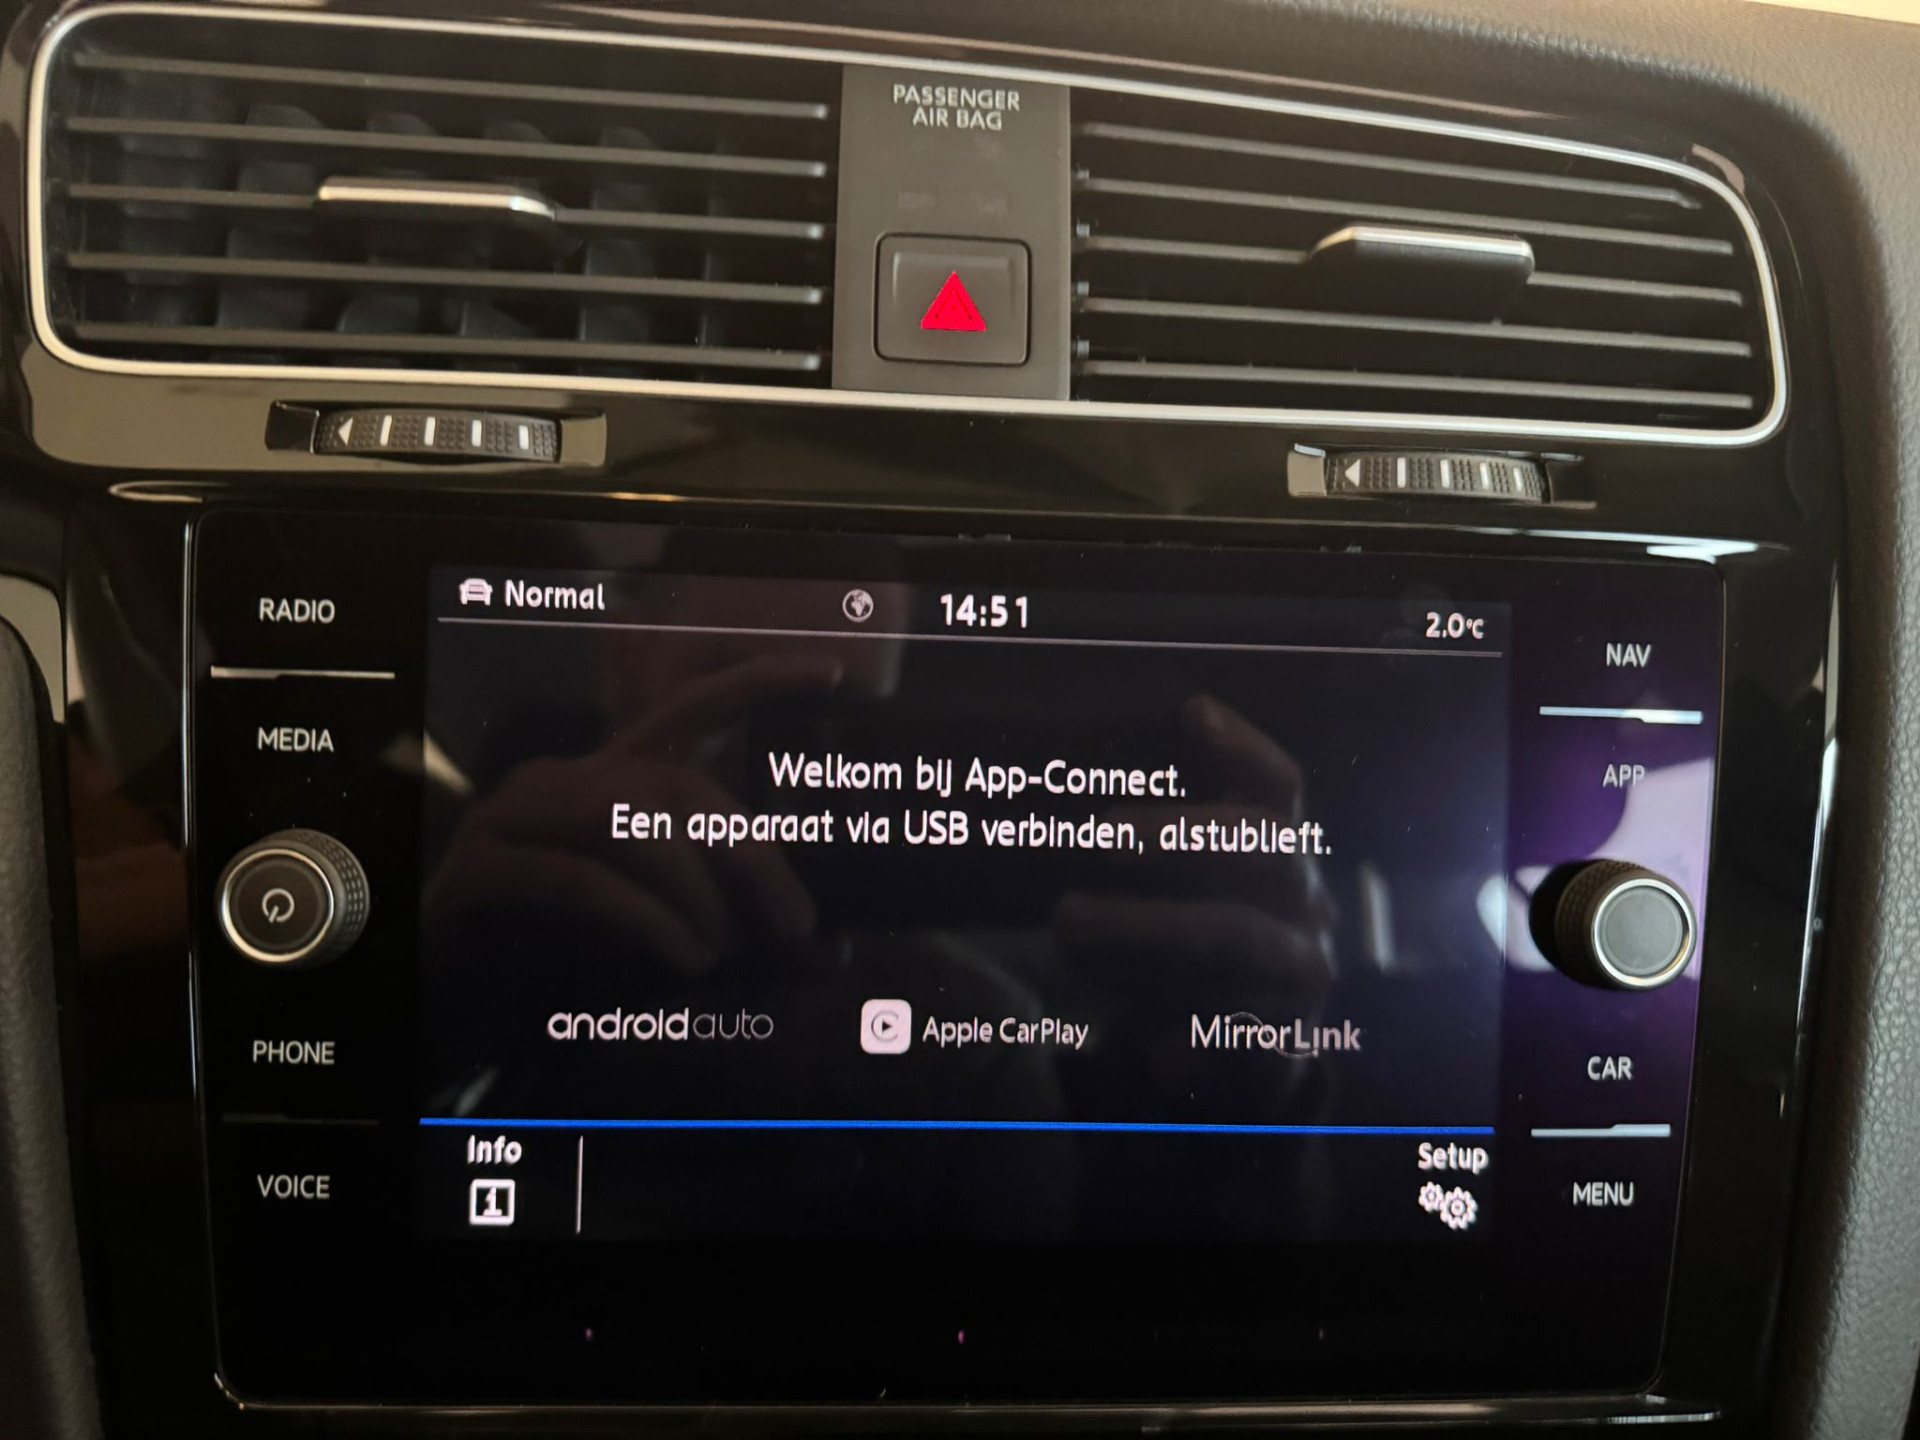 PASSENGER
AIR BAG
RADIO
MEDIA
PHONE
VOICE
Normal
14:51
2.0°C
Welkom bij App-Connect.
Een apparaat via USB verbinden, alstublieft.
androidauto
Apple CarPlay
MirrorLink
Info
Setup
NAV
APP
CAR
MENU